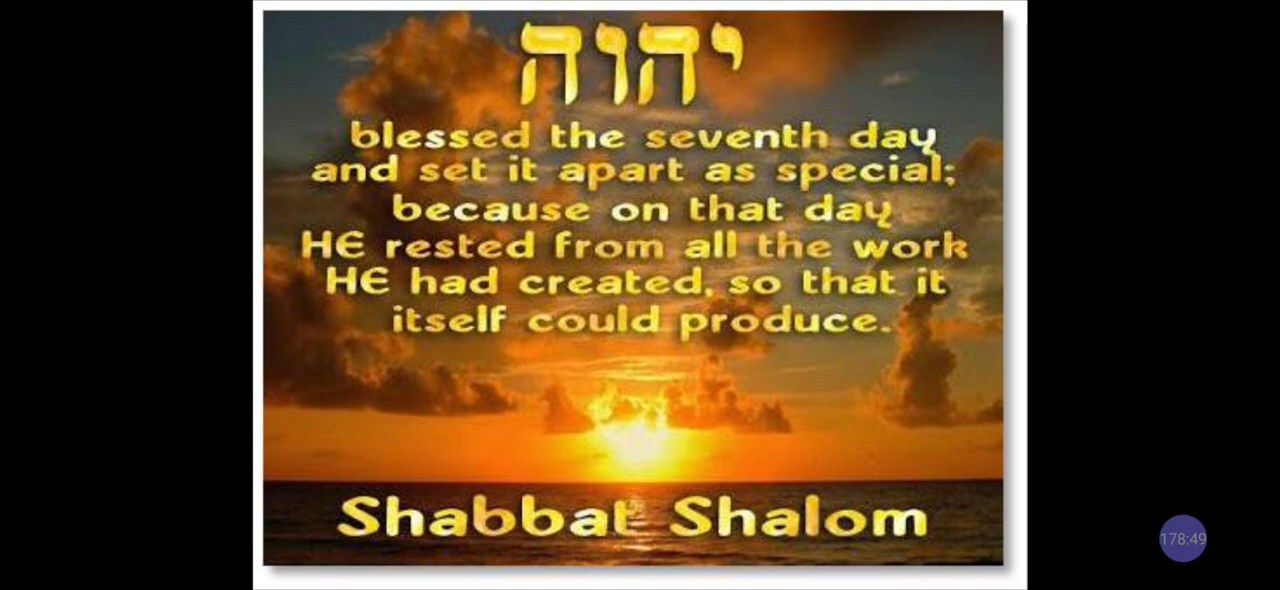 יהוה
blessed the seventh day
and set it apart as special;
because on that day
HE rested from all the work
HE had created, so that it
itself could produce.
Shabbat Shalom
178:49